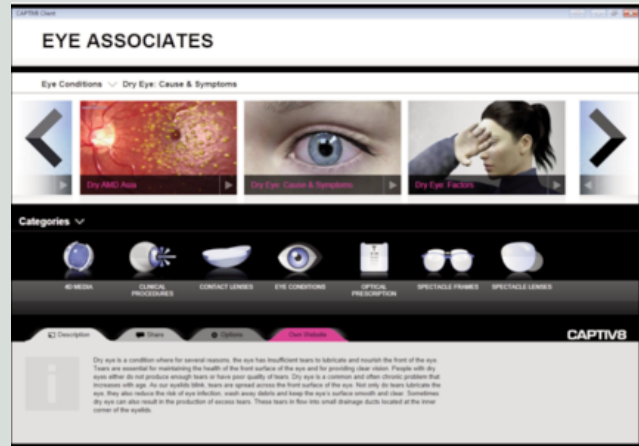 CAPTIV8 Client
EYE ASSOCIATES
Eye Conditions Dry Eye: Cause & Symptoms
Dry AMD Asia
Dry Eye: Cause & Symptoms
Dry Eye: Factors
Categories
4D MEDIA
CLINICAL
PROCEDURES
CONTACT LENSES
EYE CONDITIONS
OPTICAL
PRESCRIPTION
SPECTACLE FRAMES
SPECTACLE LENSES
Description
Share
Options
CAPTIV8
Dry eye is a condition where for several reasons, the eye has insufficient tears to lubricate and nourish the front of the eye.
Tears are essential for maintaining the health of the front surface of the eye and for providing clear vision. People with dry
eyes either do not produce enough tears or have poor quality of tears. Dry eye is a common and often chronic problem that
increases with age. As our eyelids blink, tears are spread across the front surface of the eye. Not only do tears lubricate the
eye, they also reduce the risk of eye infection, wash away debris and keep the eye's surface smooth and clear. Sometimes
dry eye can also result in the production of excess tears. These tears in flow into small drainage ducts located at the inner
corner of the eyelids.